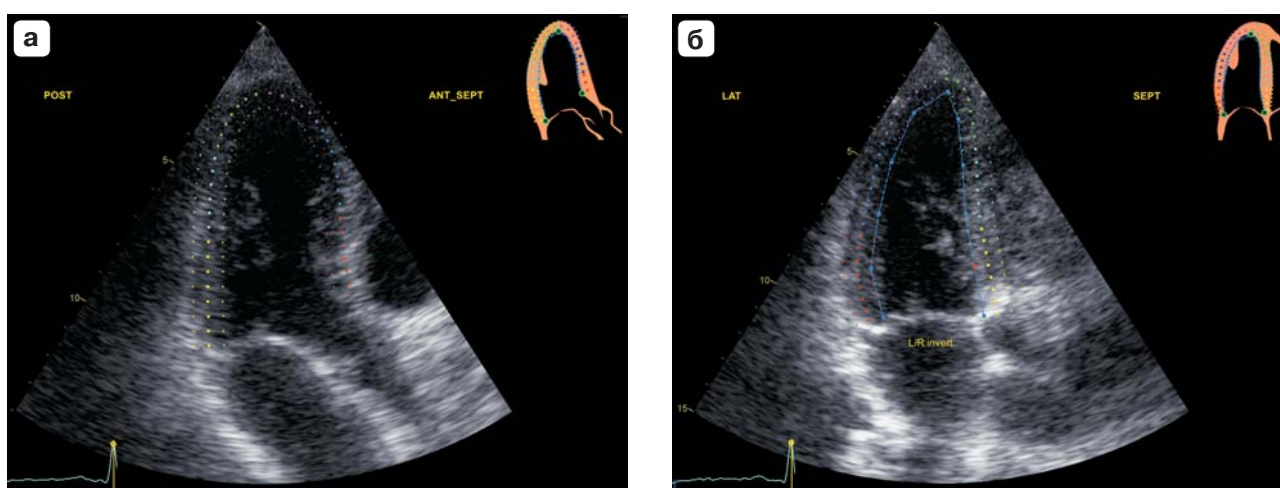 а
POST
ANT_SEPT
5
10
б
LAT
SEPT
5
10
L/R invert
15